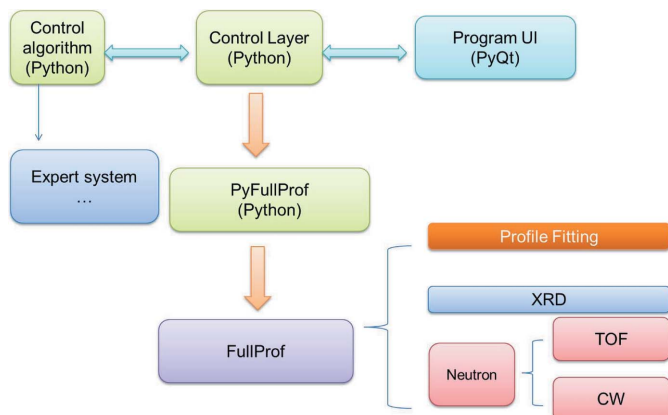 Control
algorithm
(Python)
Control Layer
(Python)
Program UI
(PyQt)
Expert system
…
PyFullProf
(Python)
Profile Fitting
XRD
FullProf
Neutron
TOF
CW